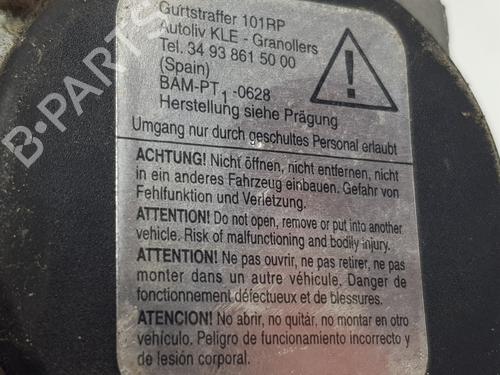 Gurtstraffer 101RP
Autoliv KLE - Granollers
Tel. 34 93 861 50 00
(Spain)
BAM-PT1-0628
Herstellung siehe Prägung
Umgang nur durch geschultes Personal erlaubt
ACHTUNG! Nicht öffnen, nicht entfernen, nicht
in ein anderes Fahrzeug einbauen. Gefahr von
Fehlfunktion und Verletzung.
ATTENTION! Do not open, remove or put into another
vehicle. Risk of malfunctioning and bodily injury.
ATTENTION! Ne pas ouvrir, ne pas retirer, ne pas
monter dans un autre véhicule. Danger de
fonctionnement défectueux et de blessures.
ATENCION! No abrir, no quitar, no montar en otro
vehículo. Peligro de funcionamiento incorrecto y
de lesión corporal.